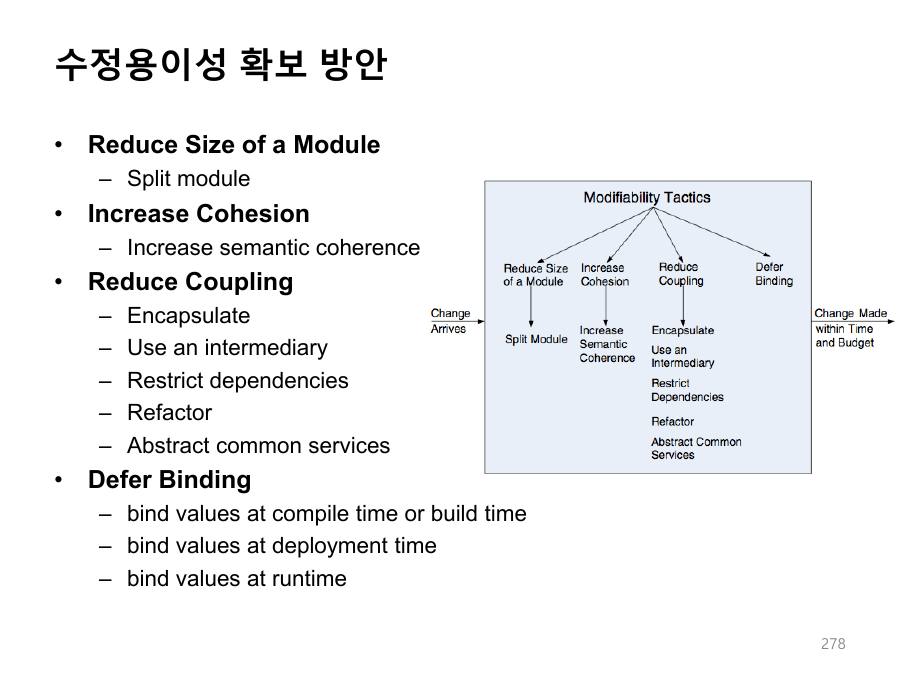 수정용이성 확보 방안
• Reduce Size of a Module
– Split module
• Increase Cohesion
– Increase semantic coherence
• Reduce Coupling
– Encapsulate
– Use an intermediary
– Restrict dependencies
– Refactor
– Abstract common services
• Defer Binding
– bind values at compile time or build time
– bind values at deployment time
– bind values at runtime
Modifiability Tactics
Reduce Size
of a Module
Increase
Cohesion
Reduce
Coupling
Defer
Binding
Change
Arrives
Split Module
Increase
Semantic
Coherence
Encapsulate
Use an
Intermediary
Restrict
Dependencies
Refactor
Abstract Common
Services
Change Made
within Time
and Budget
278